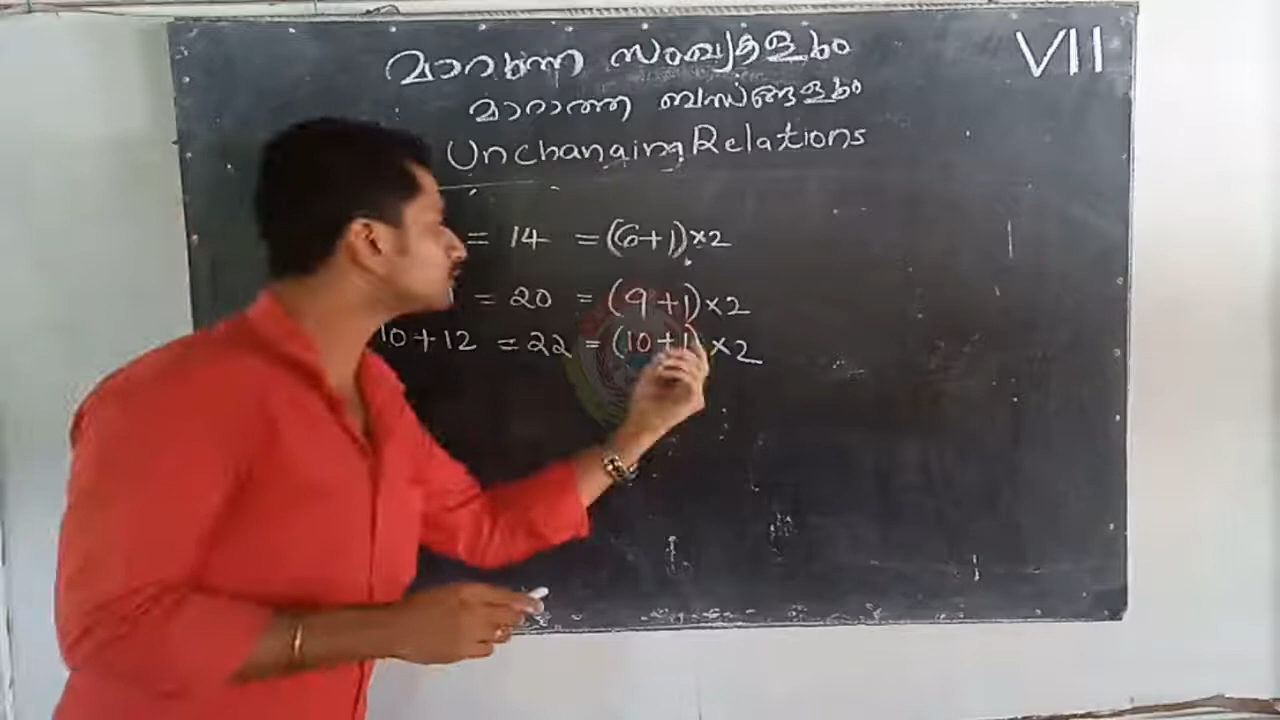 മാറുന്ന സംഖ്യകളും VII
മാറാത്ത ബന്ധങ്ങളും
Unchanging Relations
= 14 = (6+1)×2
1 = 20 = (9+1)×2
10+12 = 22 = (10+1)×2